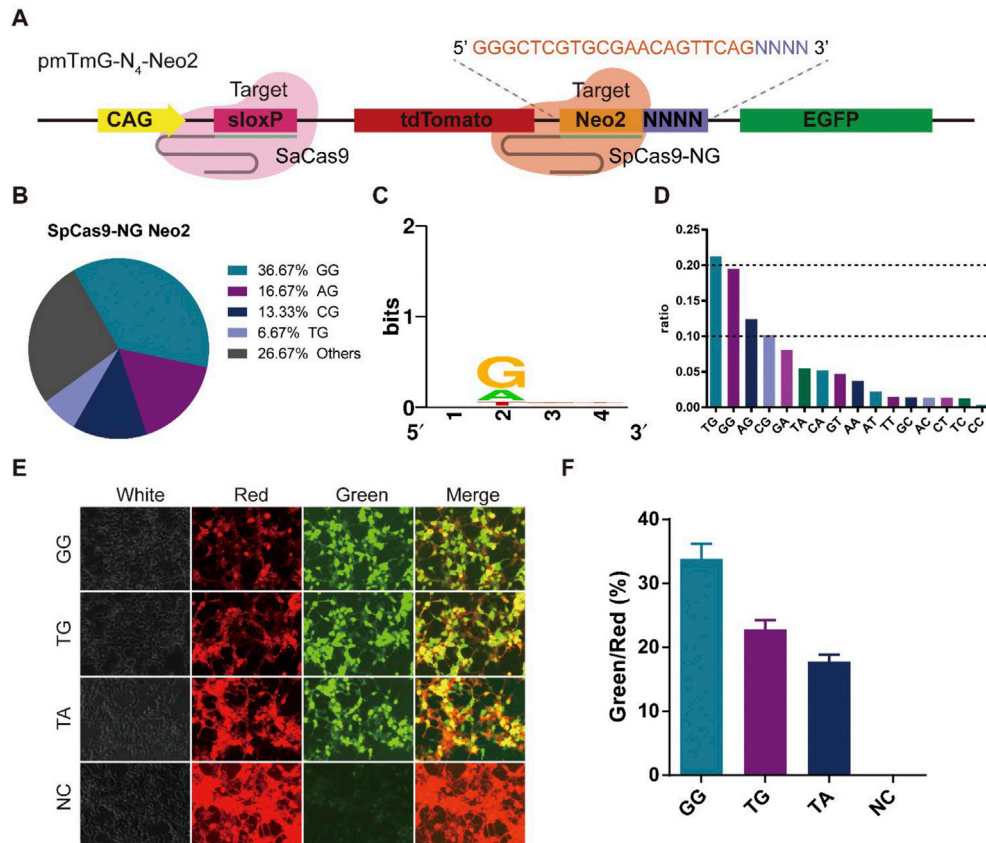 A
pmTmG-N4-Neo2
5' GGGCTCGTGCGAACAGTTCAGNNNN 3'
Target
Target
CAG
sloxP
tdTomato
Neo2
NNNN
EGFP
SaCas9
SpCas9-NG
B
SpCas9-NG Neo2
36.67% GG
16.67% AG
13.33% CG
6.67% TG
26.67% Others
C
2
1
0
bits
G
A
1
2
3
4
5′
3′
D
0.25
0.20
0.15
0.10
0.05
0.00
ratio
TG
GG
AG
CG
GA
TA
CA
GT
AA
AT
TT
GC
AC
CT
TC
CC
E
White
Red
Green
Merge
GG
TG
TA
NC
F
Green/Red (%)
40
30
20
10
0
GG
TG
TA
NC